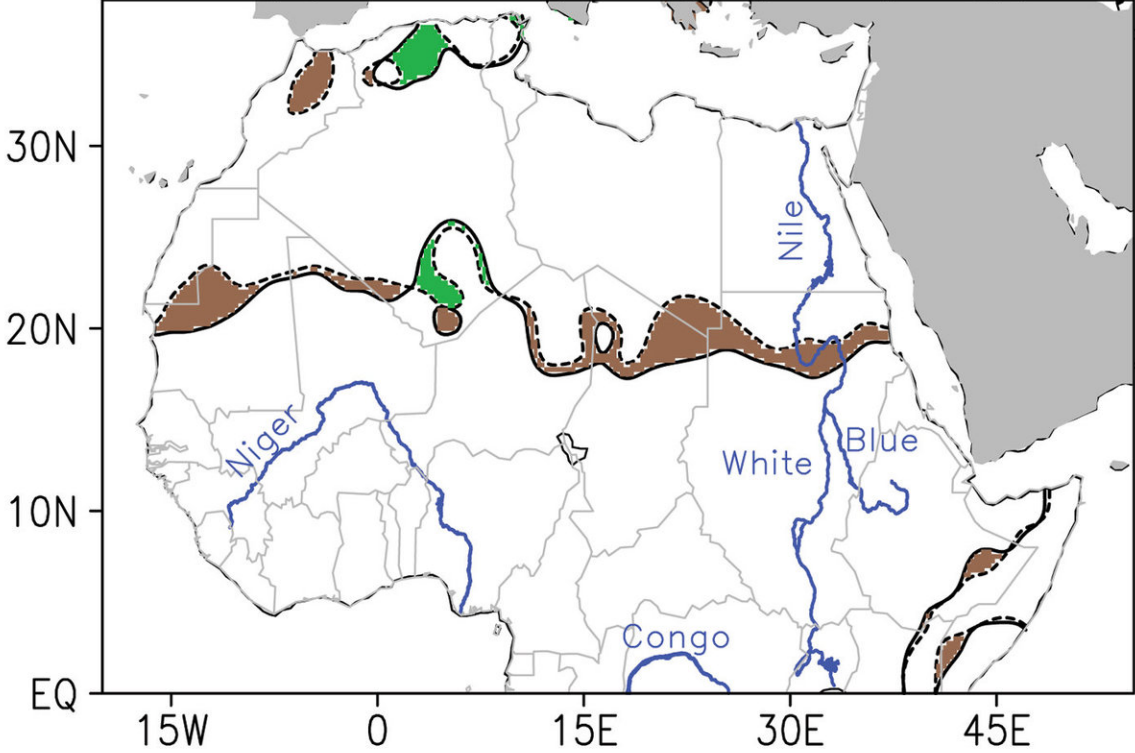 30N
Nile
20N
Niger
Blue
White
10N
Congo
EQ
15W 0 15E 30E 45E